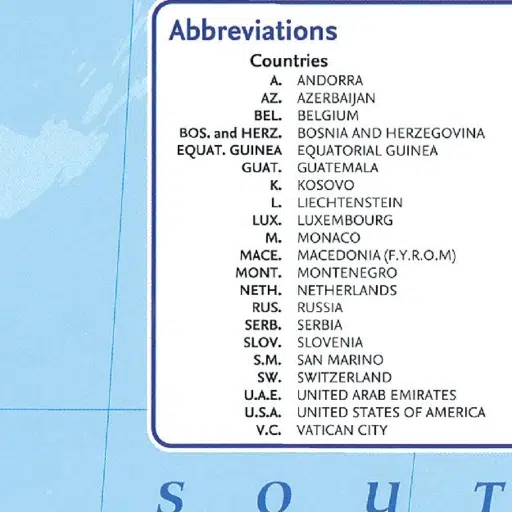 Abbreviations
Countries
A. ANDORRA
AZ. AZERBAIJAN
BEL. BELGIUM
BOS. and HERZ. BOSNIA AND HERZEGOVINA
EQUAT. GUINEA EQUATORIAL GUINEA
GUAT. GUATEMALA
K. KOSOVO
L. LIECHTENSTEIN
LUX. LUXEMBOURG
M. MONACO
MACE. MACEDONIA (F.Y.R.O.M)
MONT. MONTENEGRO
NETH. NETHERLANDS
RUS. RUSSIA
SERB. SERBIA
SLOV. SLOVENIA
S.M. SAN MARINO
SW. SWITZERLAND
U.A.E. UNITED ARAB EMIRATES
U.S.A. UNITED STATES OF AMERICA
V.C. VATICAN CITY
SOUT